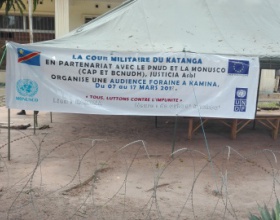 LA COUR MILITAIRE DU KATANGA
EN PARTENARIAT AVEC LE PNUD ET LA MONUSCO
(CAP ET BCNUDH), JUSTICIA Asbl
ORGANISE UNE AUDIENCE FORAINE A KAMINA,
Du 07 au 17 MARS
" TOUS, LUTTONS CONTRE L'IMPUNITE "